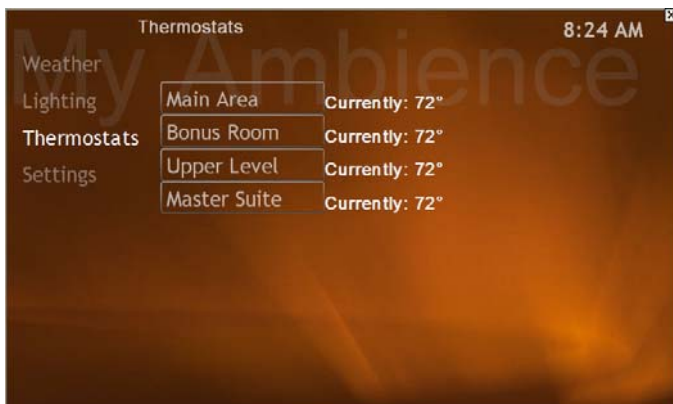 Thermostats
8:24 AM
My Ambience
Weather
Lighting
Thermostats
Settings
Main Area Currently: 72°
Bonus Room Currently: 72°
Upper Level Currently: 72°
Master Suite Currently: 72°